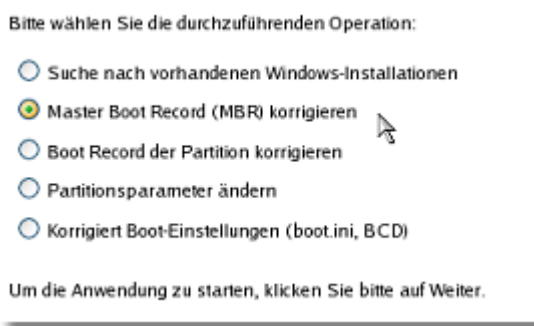 Bitte wählen Sie die durchzuführenden Operation:
Suche nach vorhandenen Windows-Installationen
Master Boot Record (MBR) korrigieren
Boot Record der Partition korrigieren
Partitionsparameter ändern
Korrigiert Boot-Einstellungen (boot.ini, BCD)
Um die Anwendung zu starten, klicken Sie bitte auf Weiter.